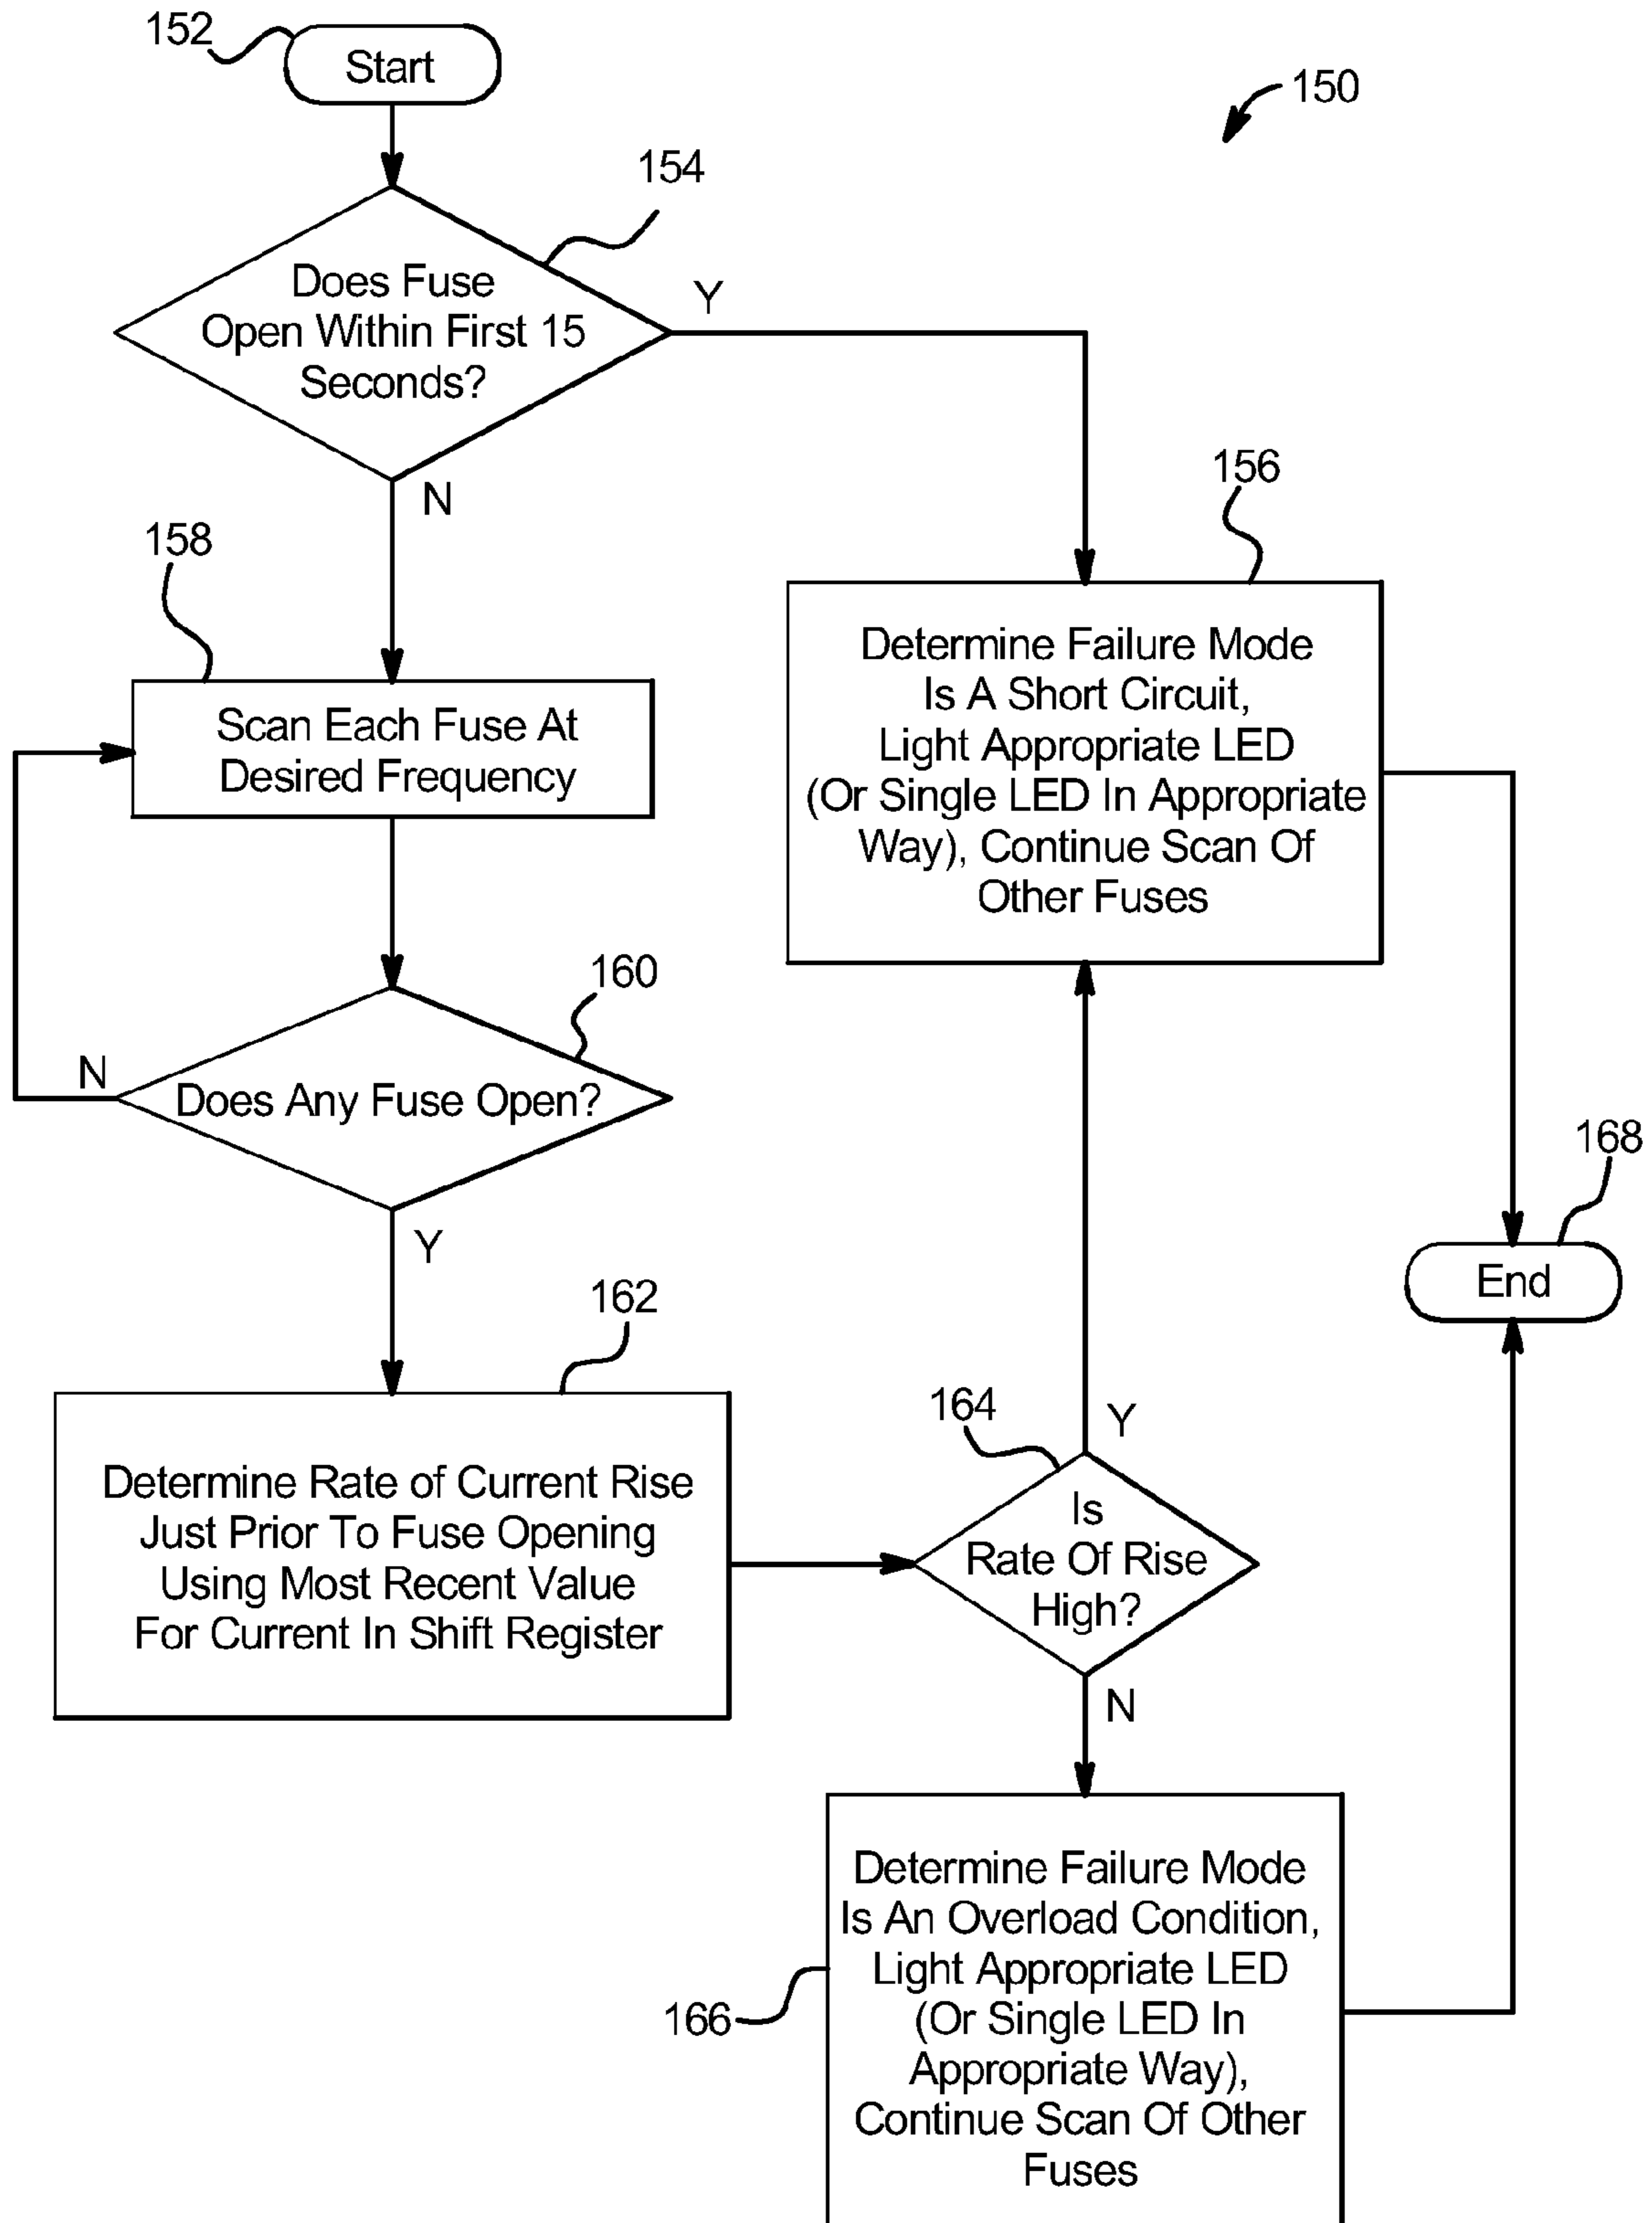 152
Start
150
154
Does Fuse
Open Within First 15
Seconds?
Y
N
156
158
Determine Failure Mode
Is A Short Circuit,
Light Appropriate LED
(Or Single LED In Appropriate
Way), Continue Scan Of
Other Fuses
Scan Each Fuse At
Desired Frequency
160
N
Does Any Fuse Open?
Y
168
End
162
Determine Rate of Current Rise
Just Prior To Fuse Opening
Using Most Recent Value
For Current In Shift Register
164
Y
Is
Rate Of Rise
High?
N
Determine Failure Mode
Is An Overload Condition,
Light Appropriate LED
(Or Single LED In
Appropriate Way),
Continue Scan Of Other
Fuses
166